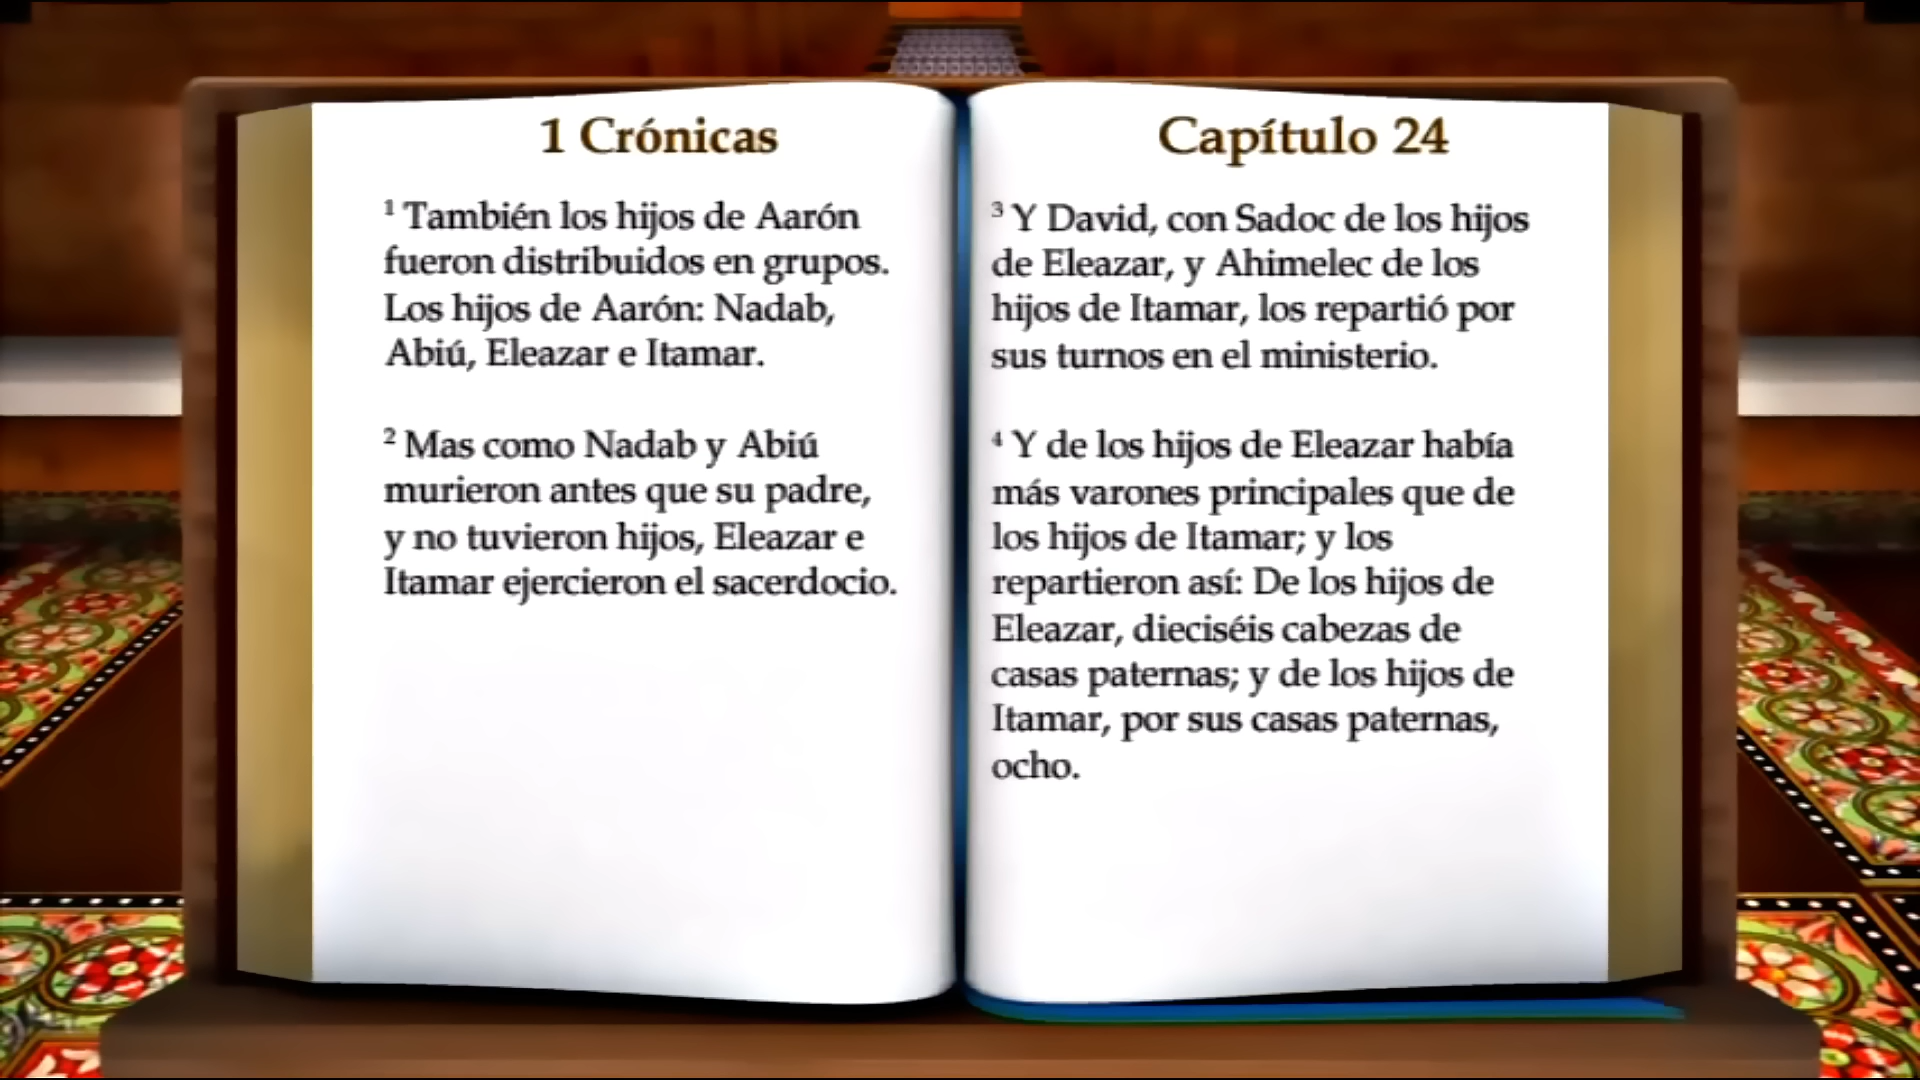 1 Crónicas
¹ También los hijos de Aarón
fueron distribuidos en grupos.
Los hijos de Aarón: Nadab,
Abiú, Eleazar e Itamar.
² Mas como Nadab y Abiú
murieron antes que su padre,
y no tuvieron hijos, Eleazar e
Itamar ejercieron el sacerdocio.
Capítulo 24
³ Y David, con Sadoc de los hijos
de Eleazar, y Ahimelec de los
hijos de Itamar, los repartió por
sus turnos en el ministerio.
⁴ Y de los hijos de Eleazar había
más varones principales que de
los hijos de Itamar; y los
repartieron así: De los hijos de
Eleazar, dieciséis cabezas de
casas paternas; y de los hijos de
Itamar, por sus casas paternas,
ocho.